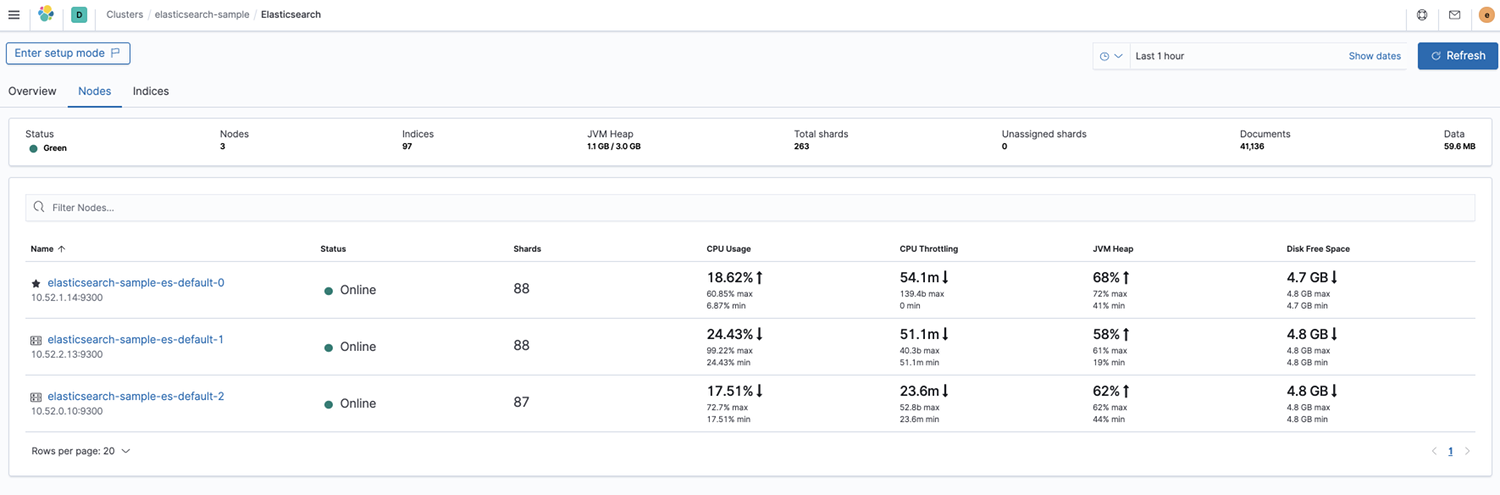 D Clusters / elasticsearch-sample / Elasticsearch e
Enter setup mode Last 1 hour Show dates Refresh
Overview Nodes Indices
Status Nodes Indices JVM Heap Total shards Unassigned shards Documents Data
Green 3 97 1.1 GB / 3.0 GB 263 0 41,136 59.6 MB
Filter Nodes...
Name Status Shards CPU Usage CPU Throttling JVM Heap Disk Free Space
elasticsearch-sample-es-default-0 Online 88 18.62% 54.1m 68% 4.7 GB
10.52.1.14:9300 60.85% max 139.4b max 72% max 4.8 GB max
6.87% min 0 min 41% min 4.7 GB min
elasticsearch-sample-es-default-1 Online 88 24.43% 51.1m 58% 4.8 GB
10.52.2.13:9300 99.22% max 40.3b max 61% max 4.8 GB max
24.43% min 51.1m min 19% min 4.8 GB min
elasticsearch-sample-es-default-2 Online 87 17.51% 23.6m 62% 4.8 GB
10.52.0.10:9300 72.7% max 52.8b max 62% max 4.8 GB max
17.51% min 23.6m min 44% min 4.8 GB min
Rows per page: 20 1